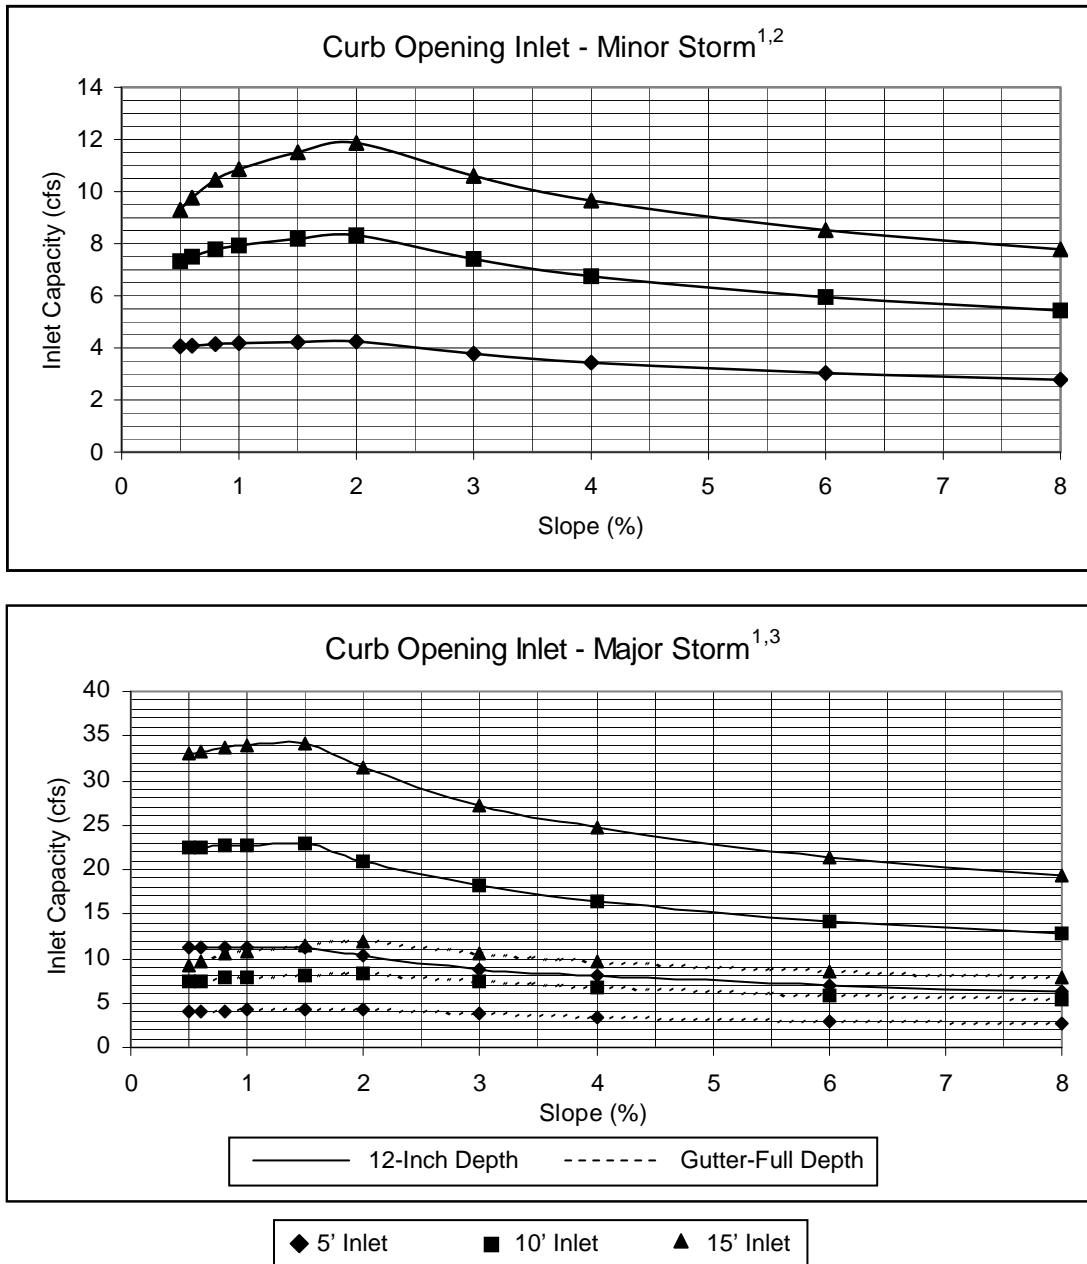 Curb Opening Inlet - Minor Storm1,2
14
12
10
8
6
4
2
0
Inlet Capacity (cfs)
0 1 2 3 4 5 6 7 8
Slope (%)
Curb Opening Inlet - Major Storm1,3
40
35
30
25
20
15
10
5
0
Inlet Capacity (cfs)
0 1 2 3 4 5 6 7 8
Slope (%)
12-Inch Depth Gutter-Full Depth
5' Inlet 10' Inlet 15' Inlet